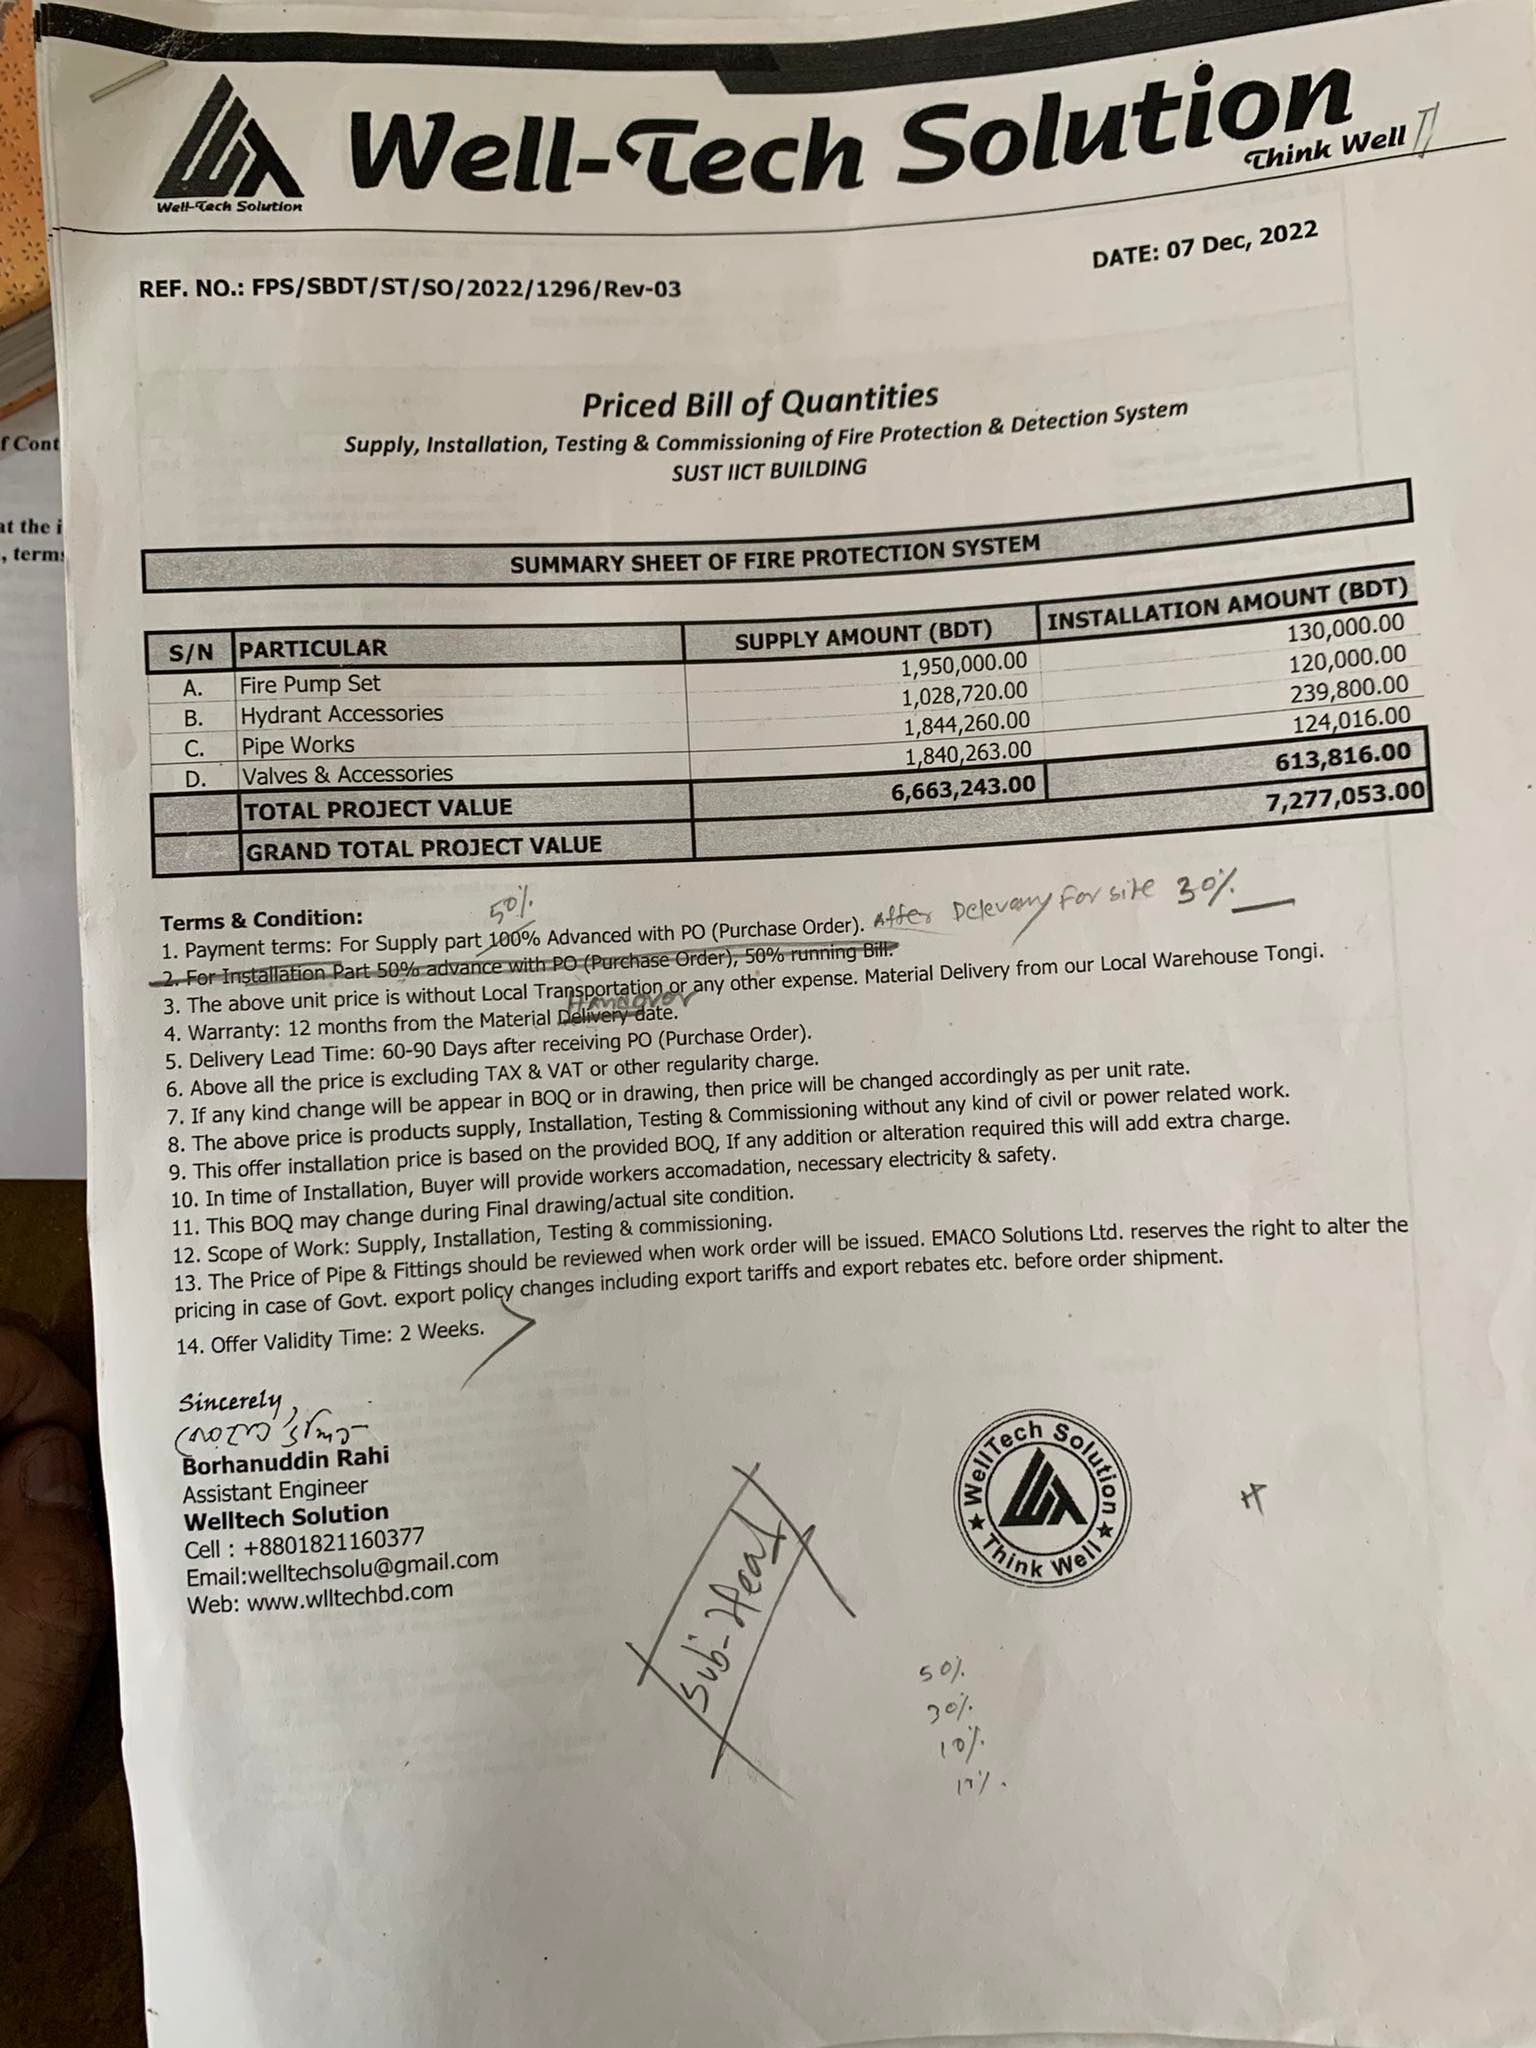 Well-Tech Solution
Well-Tech Solution
Think Well
DATE: 07 Dec, 2022
REF. NO.: FPS/SBDT/ST/SO/2022/1296/Rev-03
Priced Bill of Quantities
Supply, Installation, Testing & Commissioning of Fire Protection & Detection System
SUST IICT BUILDING
f Cont
at the i
, terms
SUMMARY SHEET OF FIRE PROTECTION SYSTEM
S/N PARTICULAR SUPPLY AMOUNT (BDT) INSTALLATION AMOUNT (BDT)
A. Fire Pump Set 1,950,000.00 130,000.00
B. Hydrant Accessories 1,028,720.00 120,000.00
C. Pipe Works 1,844,260.00 239,800.00
D. Valves & Accessories 1,840,263.00 124,016.00
TOTAL PROJECT VALUE 6,663,243.00 613,816.00
GRAND TOTAL PROJECT VALUE 7,277,053.00
50%
Terms & Condition:
1. Payment terms: For Supply part 100% Advanced with PO (Purchase Order). After Delevary for site 30%
2. For Installation Part 50% advance with PO (Purchase Order), 50% running Bill.
3. The above unit price is without Local Transportation or any other expense. Material Delivery from our Local Warehouse Tongi.
Handover
4. Warranty: 12 months from the Material Delivery date.
5. Delivery Lead Time: 60-90 Days after receiving PO (Purchase Order).
6. Above all the price is excluding TAX & VAT or other regularity charge.
7. If any kind change will be appear in BOQ or in drawing, then price will be changed accordingly as per unit rate.
8. The above price is products supply, Installation, Testing & Commissioning without any kind of civil or power related work.
9. This offer installation price is based on the provided BOQ, If any addition or alteration required this will add extra charge.
10. In time of Installation, Buyer will provide workers accomadation, necessary electricity & safety.
11. This BOQ may change during Final drawing/actual site condition.
12. Scope of Work: Supply, Installation, Testing & commissioning.
13. The Price of Pipe & Fittings should be reviewed when work order will be issued. EMACO Solutions Ltd. reserves the right to alter the
pricing in case of Govt. export policy changes including export tariffs and export rebates etc. before order shipment.
14. Offer Validity Time: 2 Weeks.
Sincerely,
Borhanuddin Rahi
Assistant Engineer
Welltech Solution
Cell : +8801821160377
Email:welltechsolu@gmail.com
Web: www.wlltechbd.com
WellTech Solution
Think Well
Sub-Head
50%
30%
10%
10%.